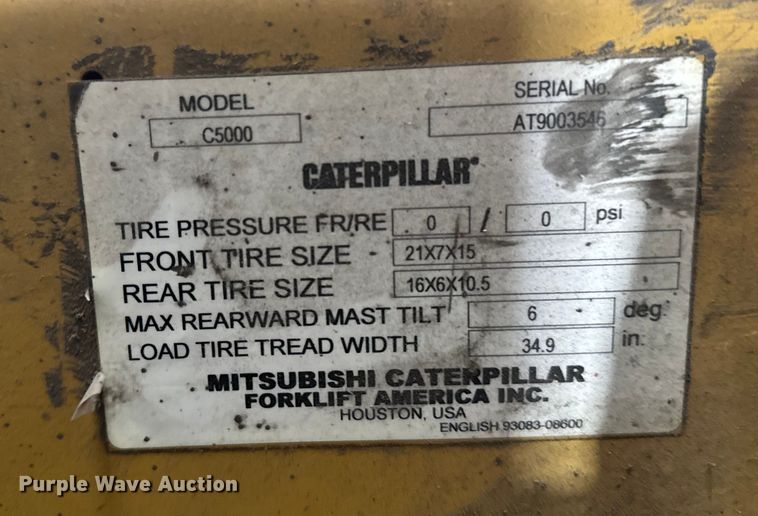 MODEL SERIAL No.
C5000 AT9003546
CATERPILLAR
TIRE PRESSURE FR/RE 0 / 0 psi
FRONT TIRE SIZE 21X7X15
REAR TIRE SIZE 16X6X10.5
MAX REARWARD MAST TILT 6 deg.
LOAD TIRE TREAD WIDTH 34.9 in.
MITSUBISHI CATERPILLAR
FORKLIFT AMERICA INC.
HOUSTON, USA
ENGLISH 93083-08600
Purple Wave Auction